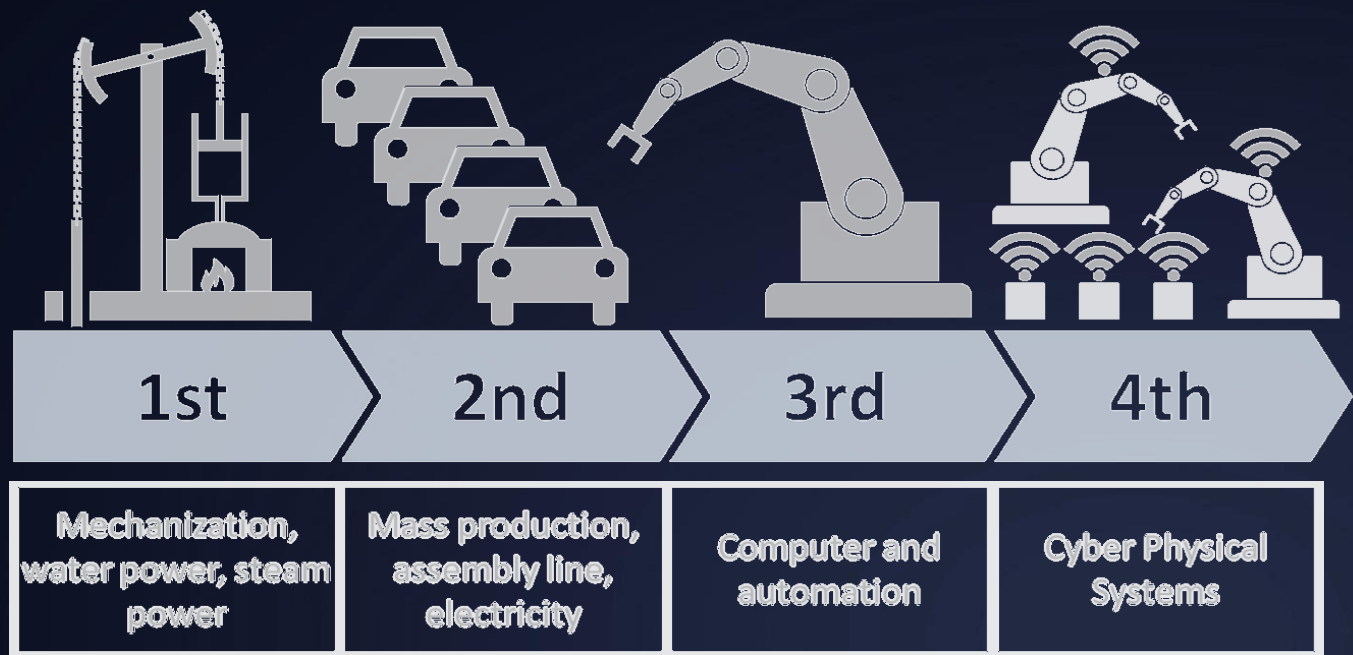 1st
2nd
3rd
4th
Mechanization,
water power, steam
power
Mass production,
assembly line,
electricity
Computer and
automation
Cyber Physical
Systems